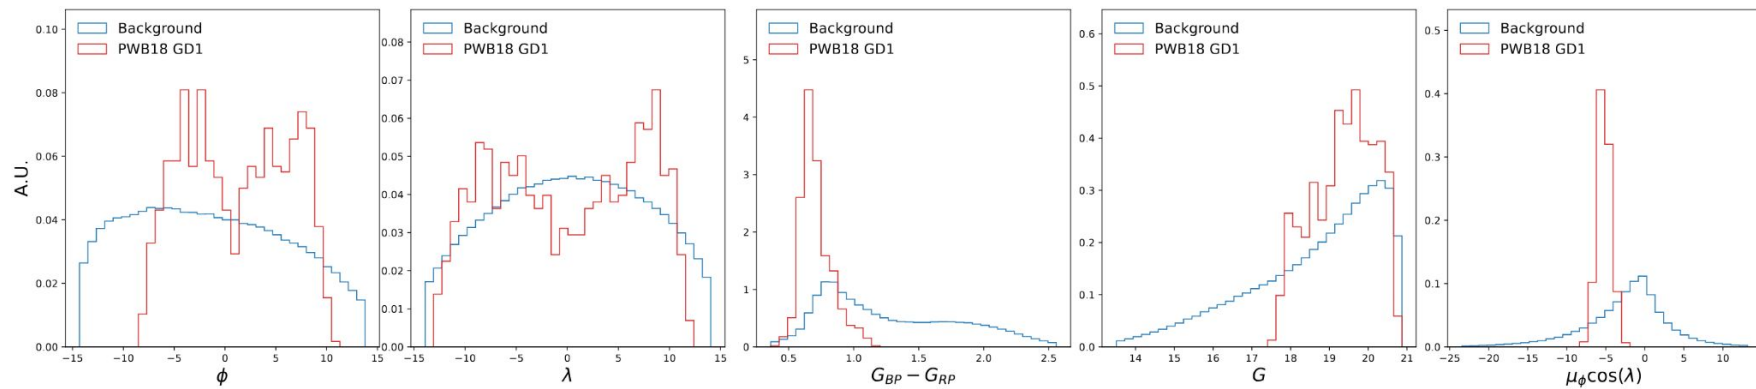 A.U.
0.10
0.08
0.06
0.04
0.02
0.00
Background
PWB18 GD1
−15 −10 −5 0 5 10 15
ϕ
0.08
0.07
0.06
0.05
0.04
0.03
0.02
0.01
0.00
Background
PWB18 GD1
−15 −10 −5 0 5 10 15
λ
5
4
3
2
1
0
Background
PWB18 GD1
0.5 1.0 1.5 2.0 2.5
G_BP − G_RP
0.6
0.5
0.4
0.3
0.2
0.1
0.0
Background
PWB18 GD1
14 15 16 17 18 19 20 21
G
0.5
0.4
0.3
0.2
0.1
0.0
Background
PWB18 GD1
−25 −20 −15 −10 −5 0 5 10
μ_ϕcos(λ)